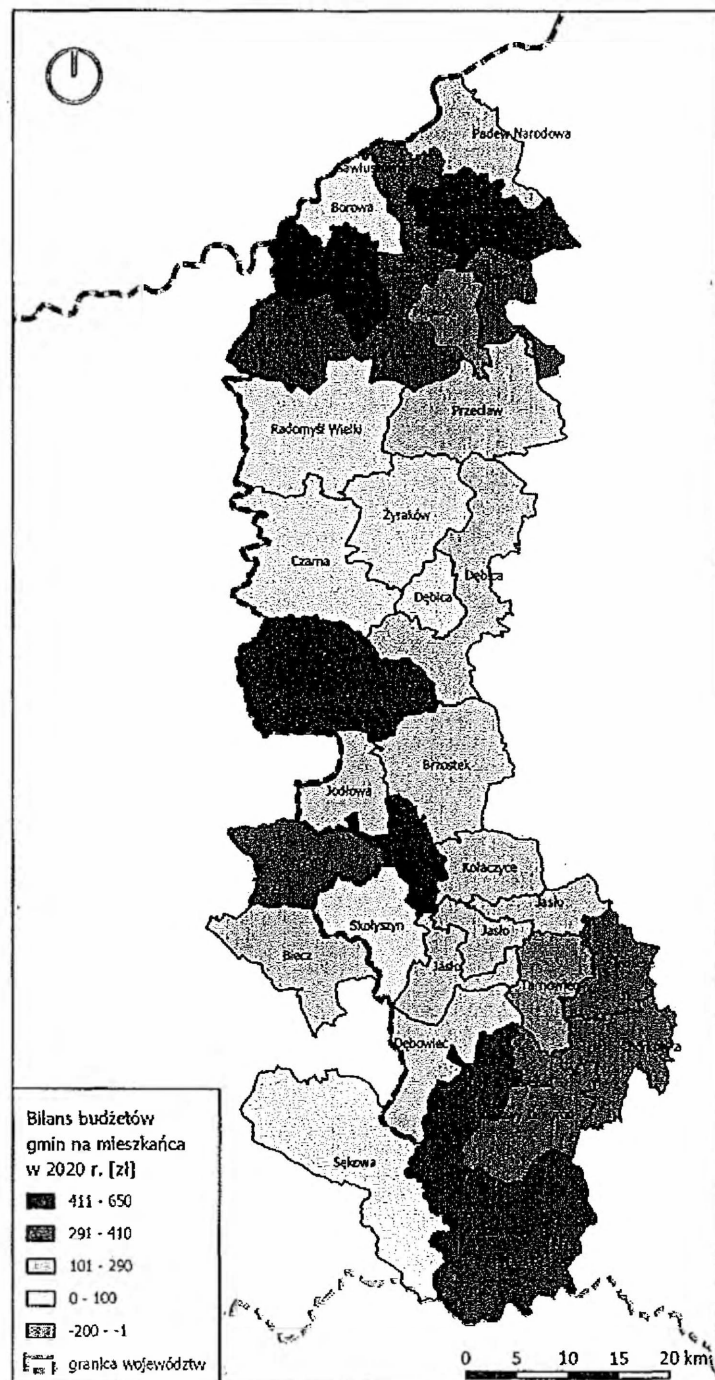 Padew Narodowa
Borowa
Radomyśl Wielki
Przecław
Żyraków
Czarna
Dębica
Dębica
Brzostek
Jodłowa
Kołaczyce
Jasło
Skołyszyn
Jasło
Biecz
Jasło
Tarnowiec
Dębowiec
Sękowa
Bilans budżetów
gmin na mieszkańca
w 2020 r. [zł]
411 - 650
291 - 410
101 - 290
0 - 100
-200 - -1
granica województw
0 5 10 15 20 km